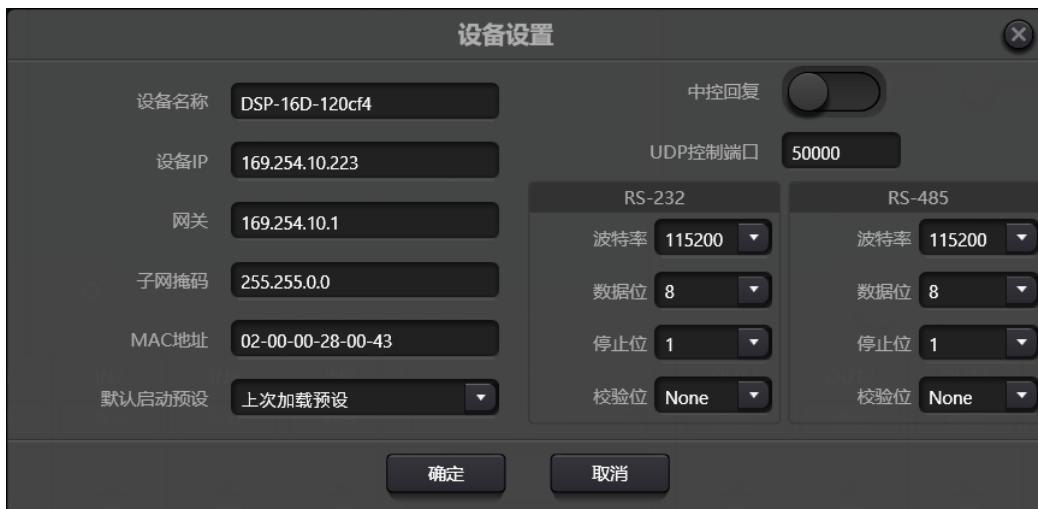 设备设置
设备名称 DSP-16D-120cf4
设备IP 169.254.10.223
网关 169.254.10.1
子网掩码 255.255.0.0
MAC地址 02-00-00-28-00-43
默认启动预设 上次加载预设
中控回复
UDP控制端口 50000
RS-232
波特率 115200
数据位 8
停止位 1
校验位 None
RS-485
波特率 115200
数据位 8
停止位 1
校验位 None
确定 取消